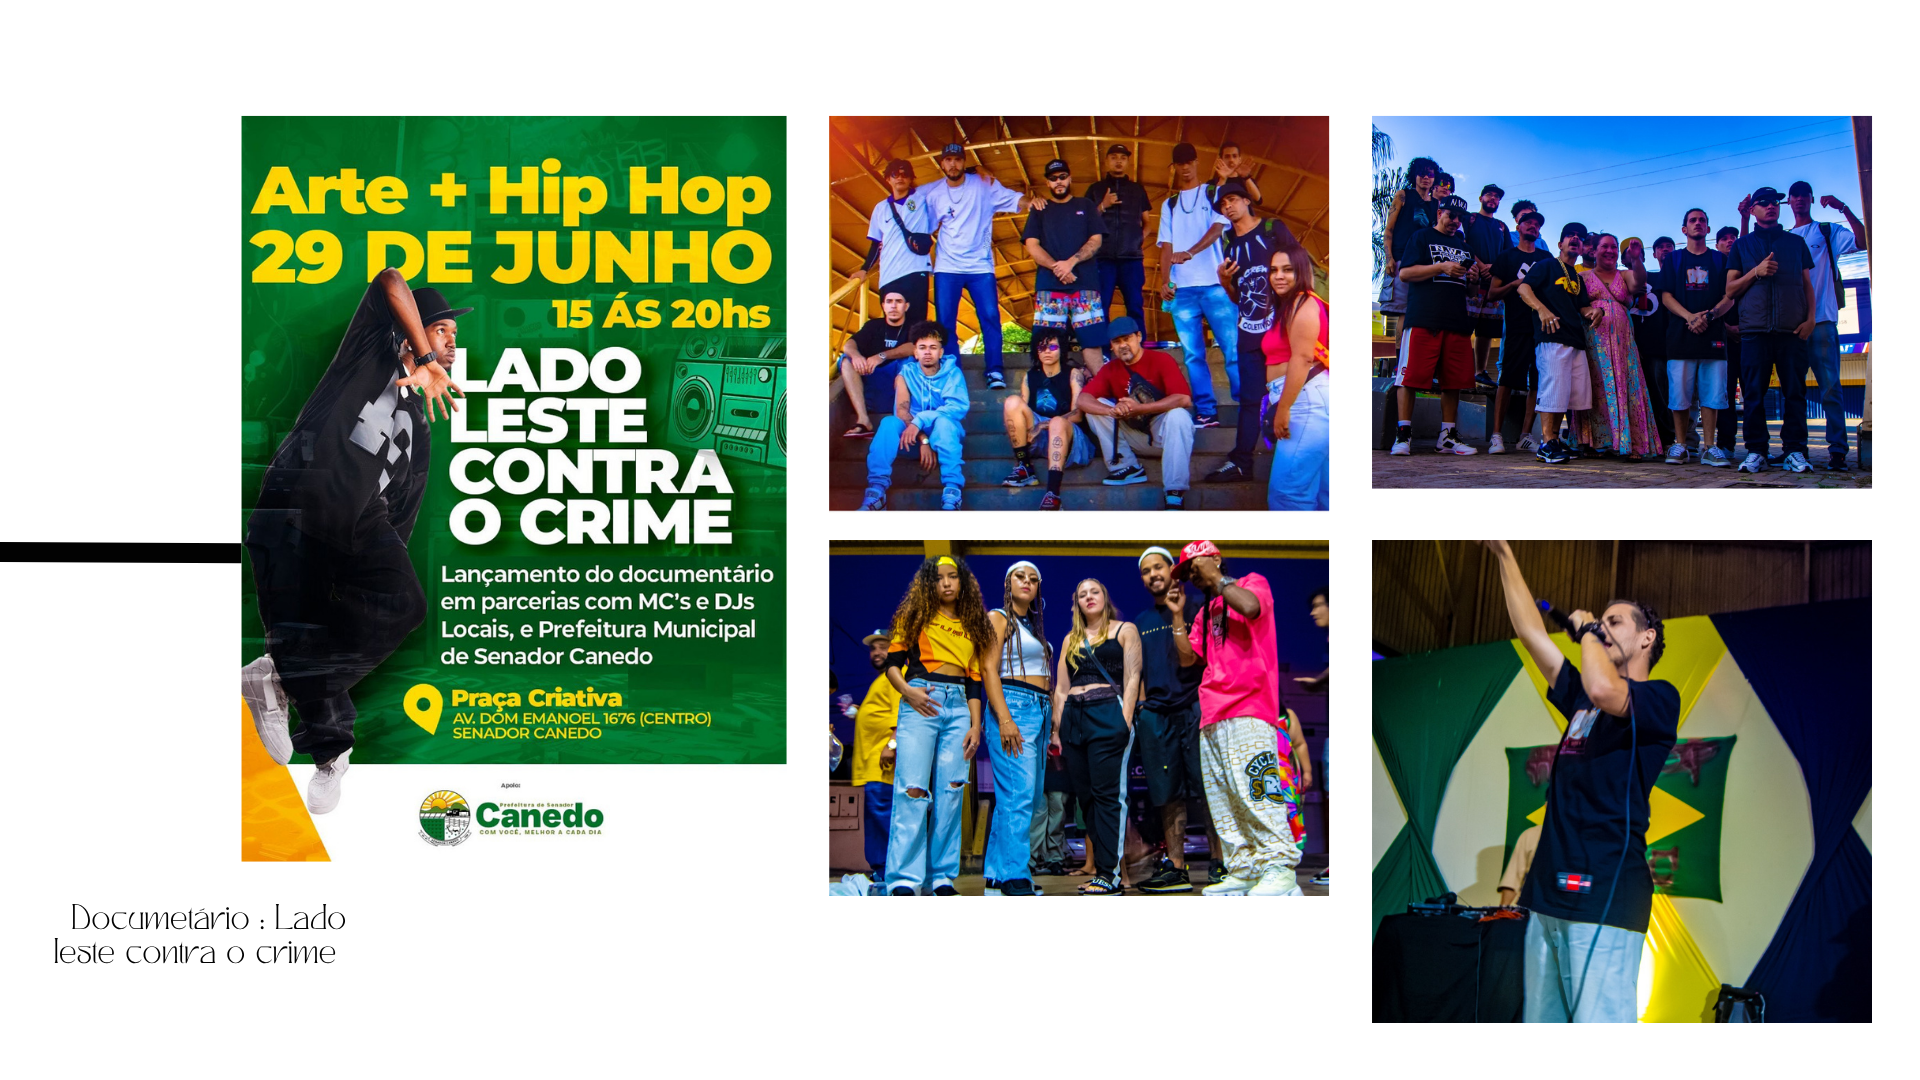 Arte + Hip Hop
29 DE JUNHO
15 ÁS 20hs
LADO
LESTE
CONTRA
O CRIME
Lançamento do documentário
em parcerias com MC's e DJs
Locais, e Prefeitura Municipal
de Senador Canedo
Praça Criativa
AV. DOM EMANOEL 1676 (CENTRO)
SENADOR CANEDO
Apoio:
Prefeitura de Senador
Canedo
COM VOCÊ, MELHOR A CADA DIA
Documetário : Lado
leste contra o crime